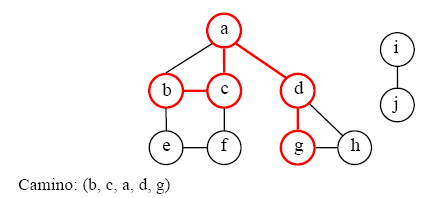 a
i
b c d
j
e f g h
Camino: (b, c, a, d, g)